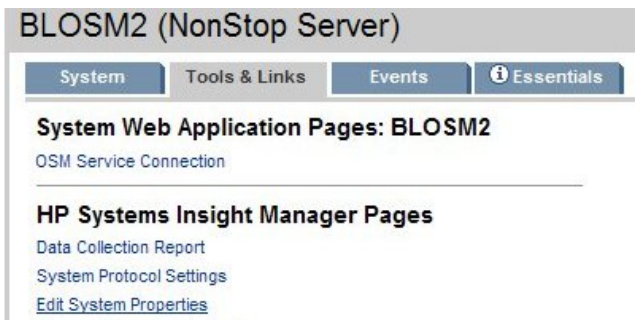 BLOSM2 (NonStop Server)
System Tools & Links Events i Essentials
System Web Application Pages: BLOSM2
OSM Service Connection
HP Systems Insight Manager Pages
Data Collection Report
System Protocol Settings
Edit System Properties